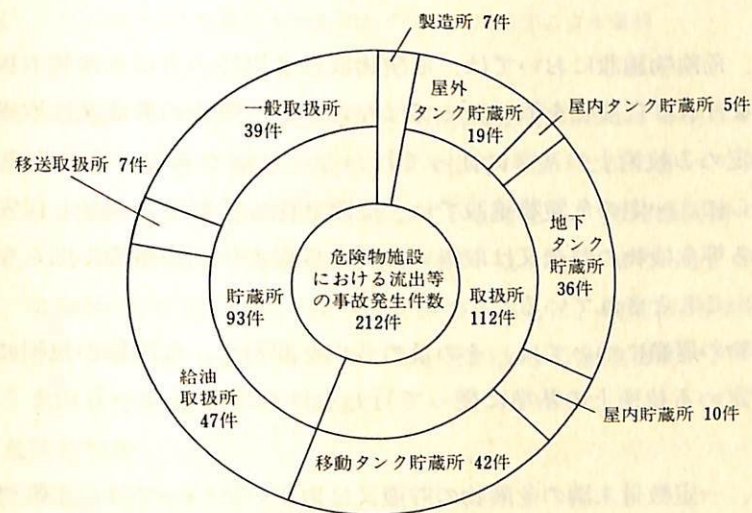 製造所 7件
屋外
タンク貯蔵所
19件
屋内タンク貯蔵所 5件
一般取扱所
39件
移送取扱所 7件
地下
タンク
貯蔵所
36件
危険物施設
における流出等
の事故発生件数
212件
貯蔵所
93件
取扱所
112件
給油
取扱所
47件
屋内貯蔵所 10件
移動タンク貯蔵所 42件